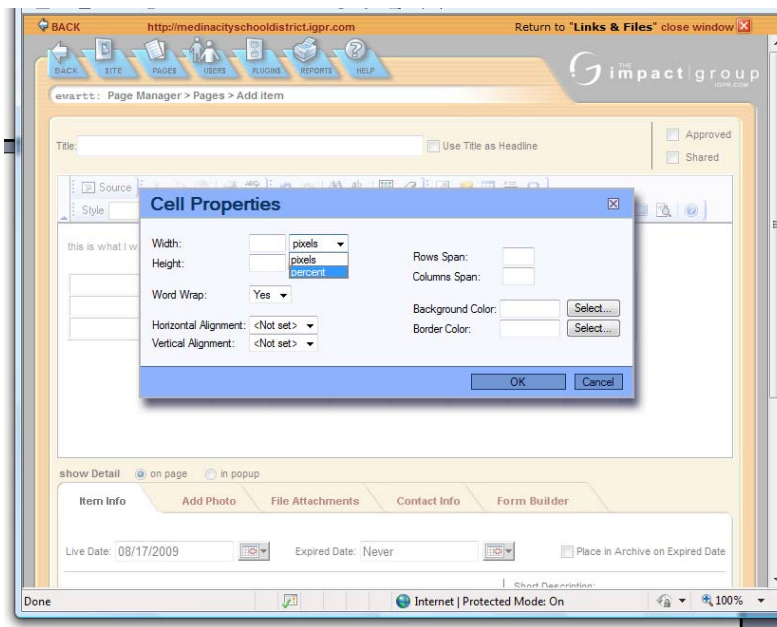 BACK http://medinacityschooldistrict.igpr.com Return to "Links & Files" close window
BACK SITE PAGES USERS PLUGINS REPORTS HELP
THE impact group
IGPR.COM
ewartt: Page Manager > Pages > Add item
Title: Use Title as Headline
Approved
Shared
Source
Style
this is what I w
Cell Properties
Width: pixels
pixels
percent
Height:
Word Wrap: Yes
Horizontal Alignment: <Not set>
Vertical Alignment: <Not set>
Rows Span:
Columns Span:
Background Color: Select...
Border Color: Select...
OK Cancel
show Detail on page in popup
Item Info Add Photo File Attachments Contact Info Form Builder
Live Date: 08/17/2009 Expired Date: Never Place in Archive on Expired Date
Short Description:
Done Internet | Protected Mode: On 100%